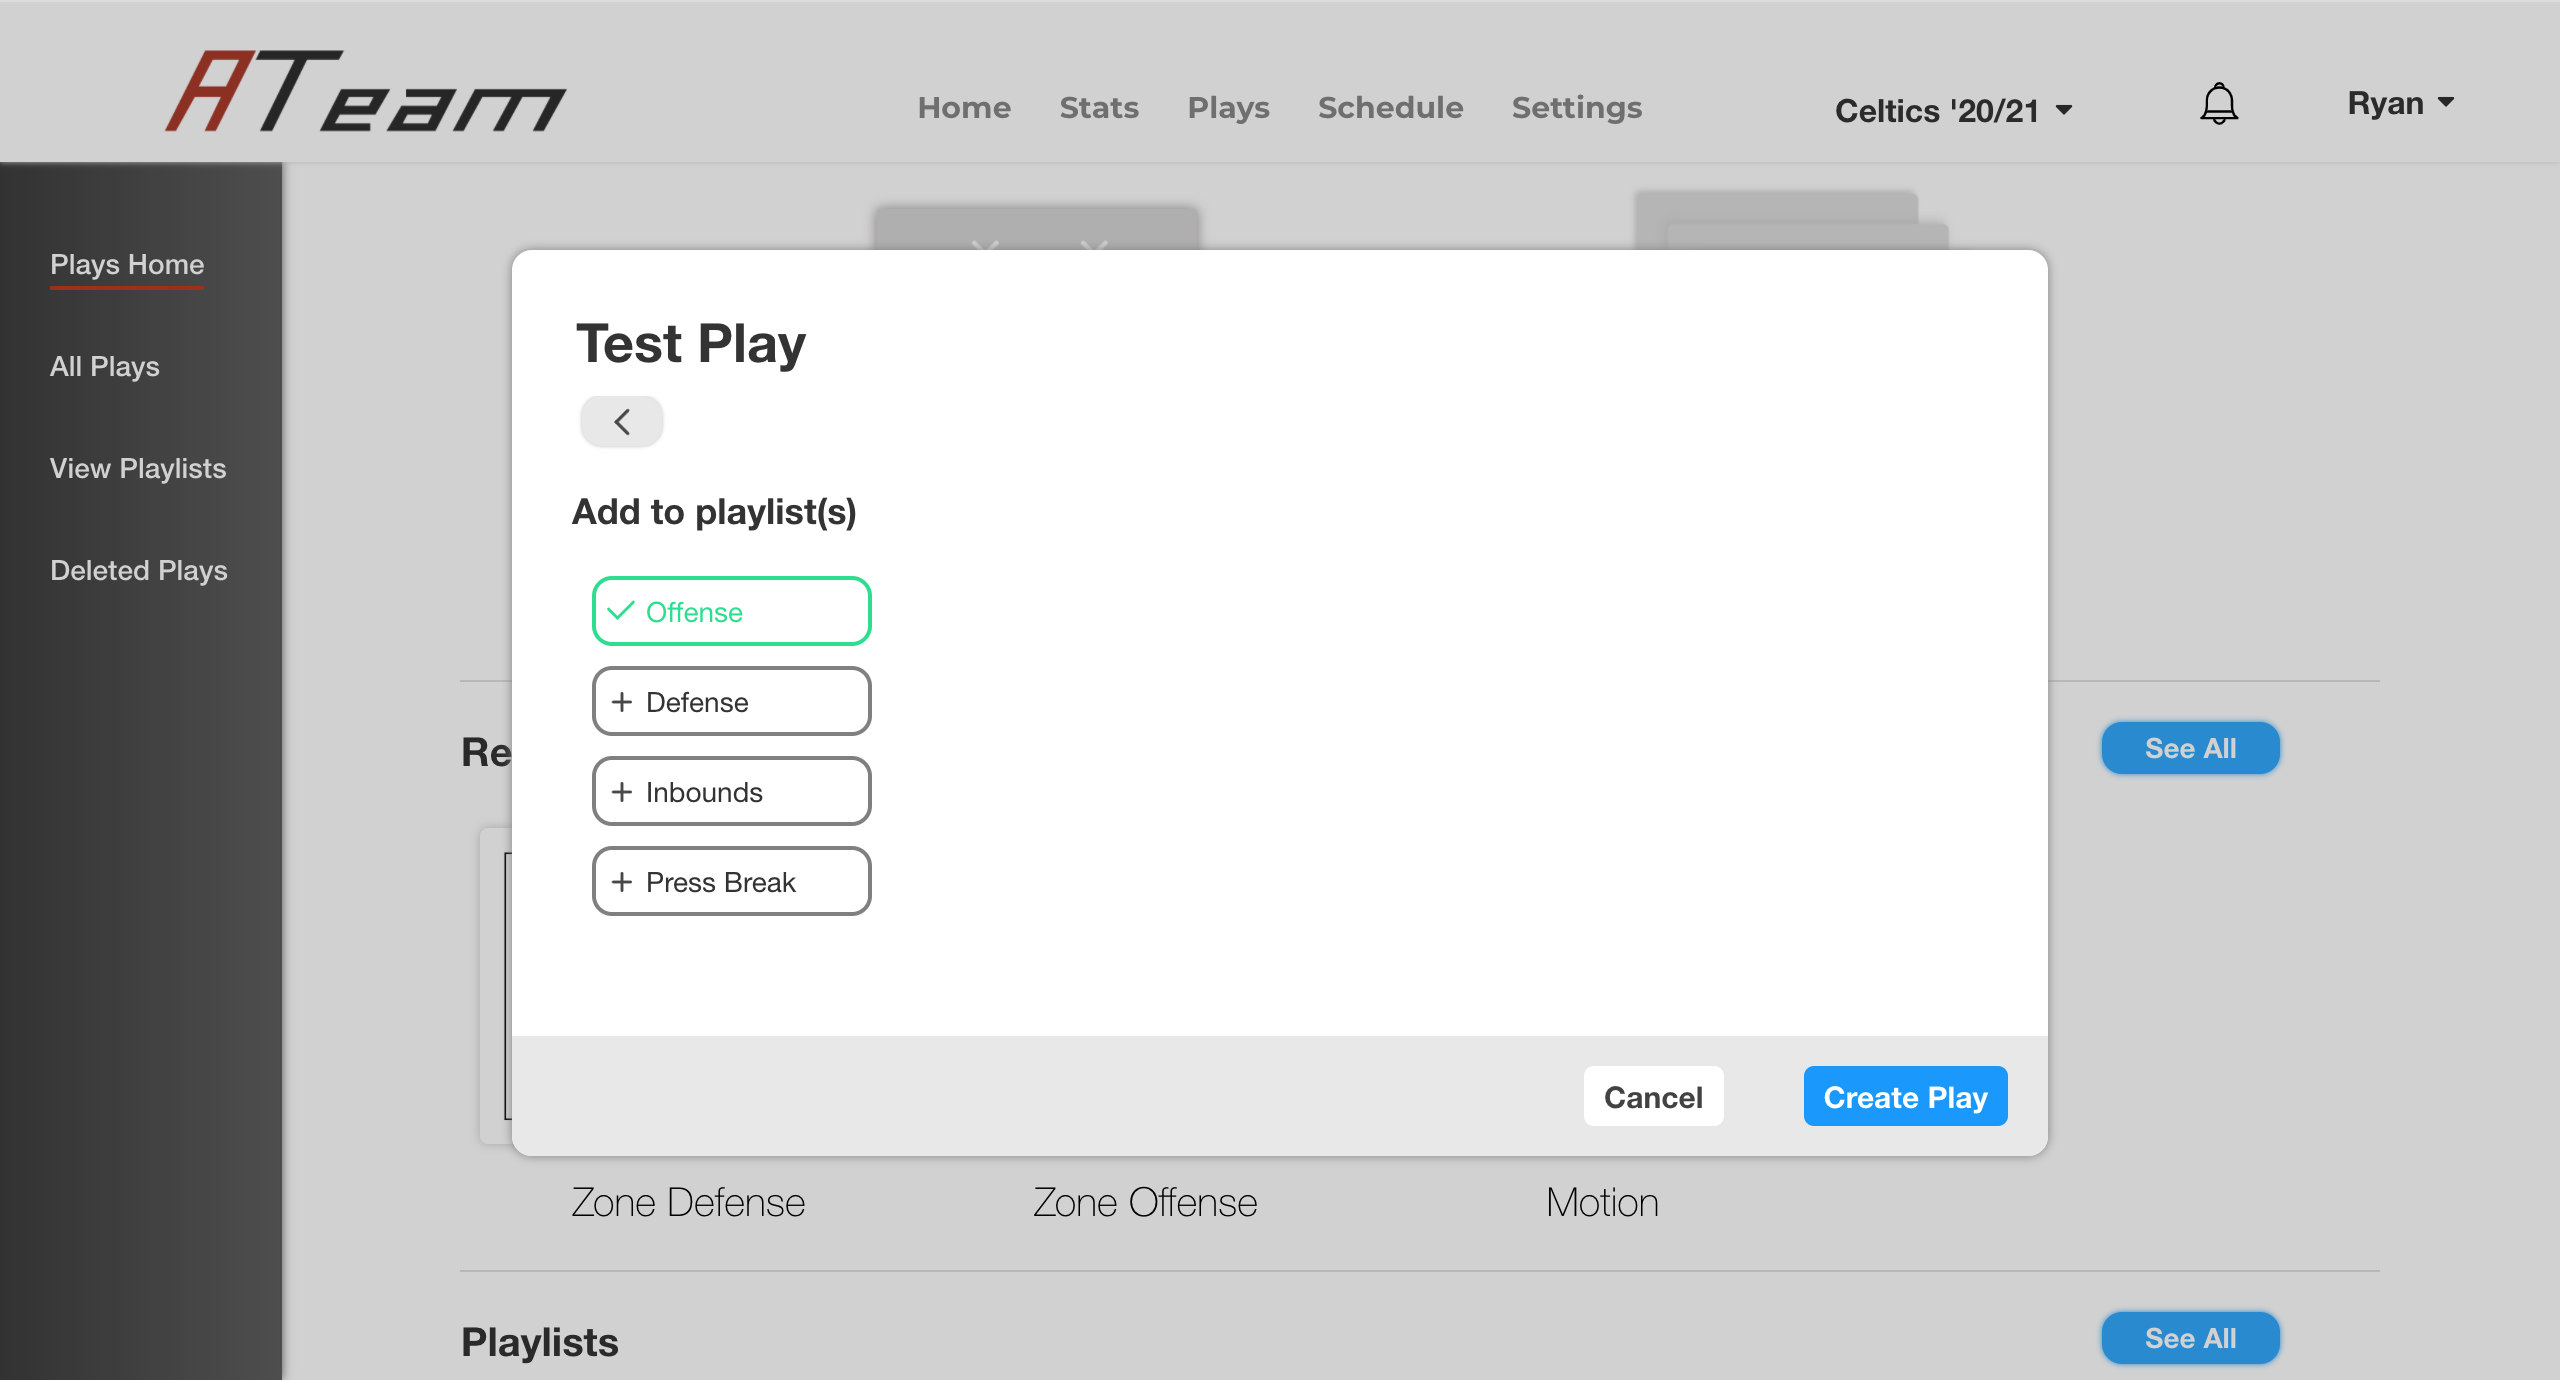 ATeam
Home Stats Plays Schedule Settings Celtics '20/21 Ryan
Plays Home
All Plays
View Playlists
Deleted Plays
Test Play
Add to playlist(s)
Offense
Defense
Inbounds
Press Break
Cancel Create Play
Re
See All
Zone Defense Zone Offense Motion
Playlists
See All